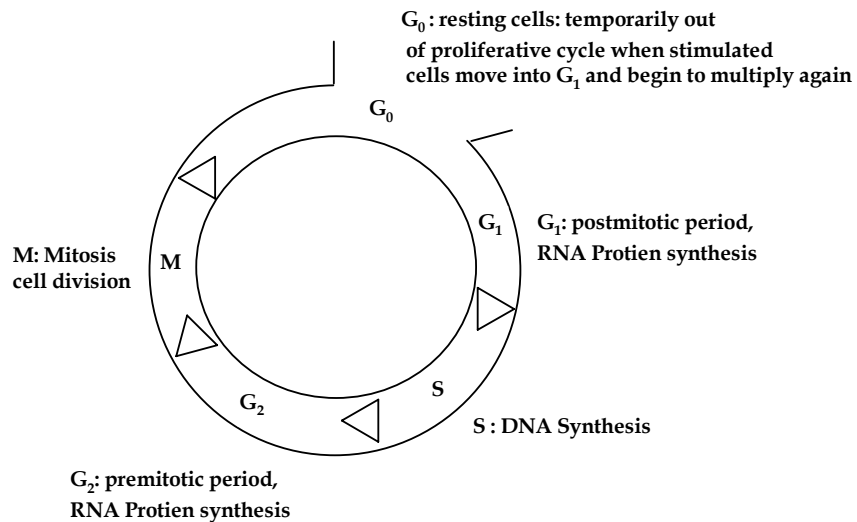 G₀ : resting cells: temporarily out
of proliferative cycle when stimulated
cells move into G₁ and begin to multiply again
G₀
G₁
G₁: postmitotic period,
RNA Protien synthesis
M: Mitosis
cell division
M
S
G₂
S : DNA Synthesis
G₂: premitotic period,
RNA Protien synthesis